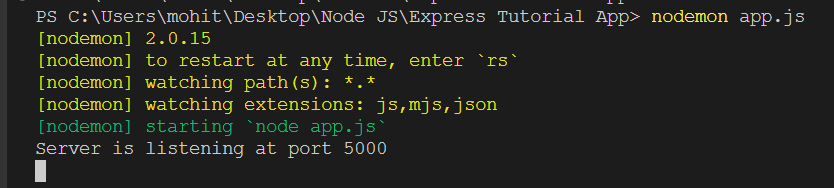 PS C:\Users\mohit\Desktop\Node JS\Express Tutorial App> nodemon app.js
[nodemon] 2.0.15
[nodemon] to restart at any time, enter `rs`
[nodemon] watching path(s): *.*
[nodemon] watching extensions: js,mjs,json
[nodemon] starting `node app.js`
Server is listening at port 5000